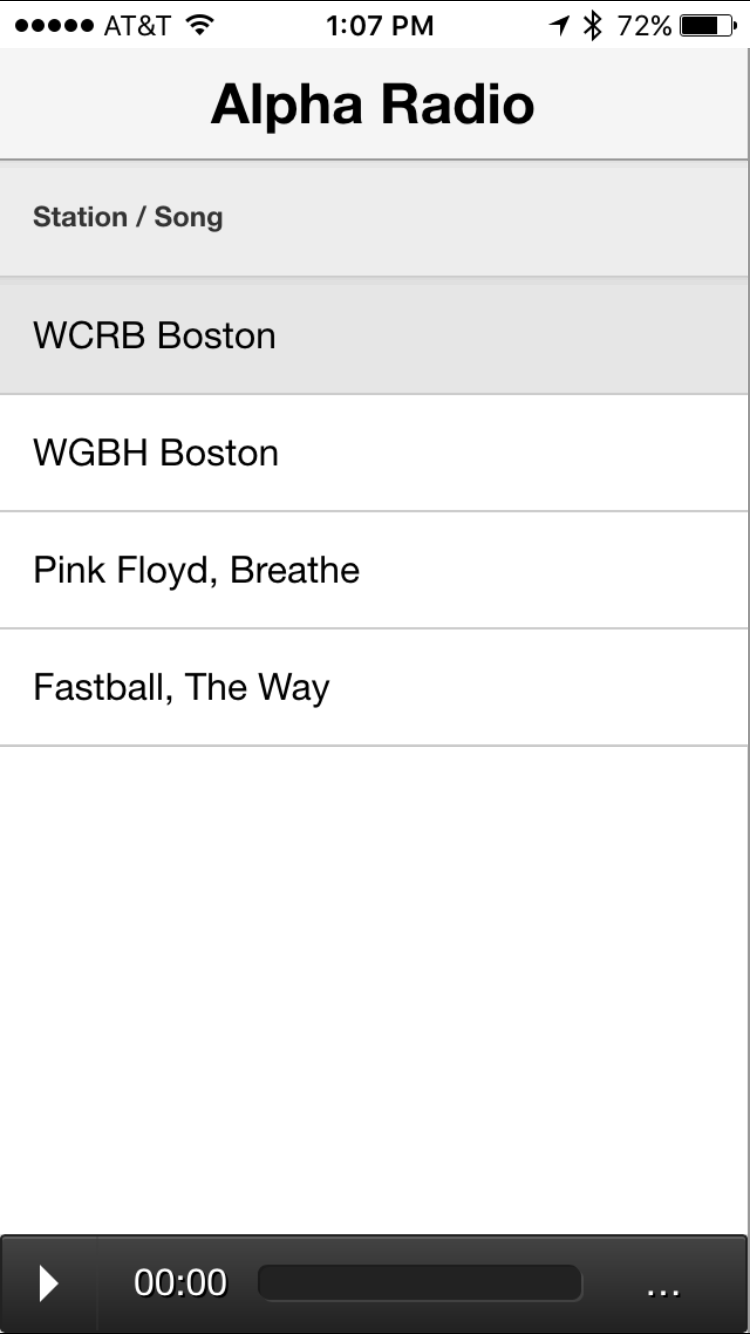 AT&T 1:07 PM 72%
Alpha Radio
Station / Song
WCRB Boston
WGBH Boston
Pink Floyd, Breathe
Fastball, The Way
00:00 ...